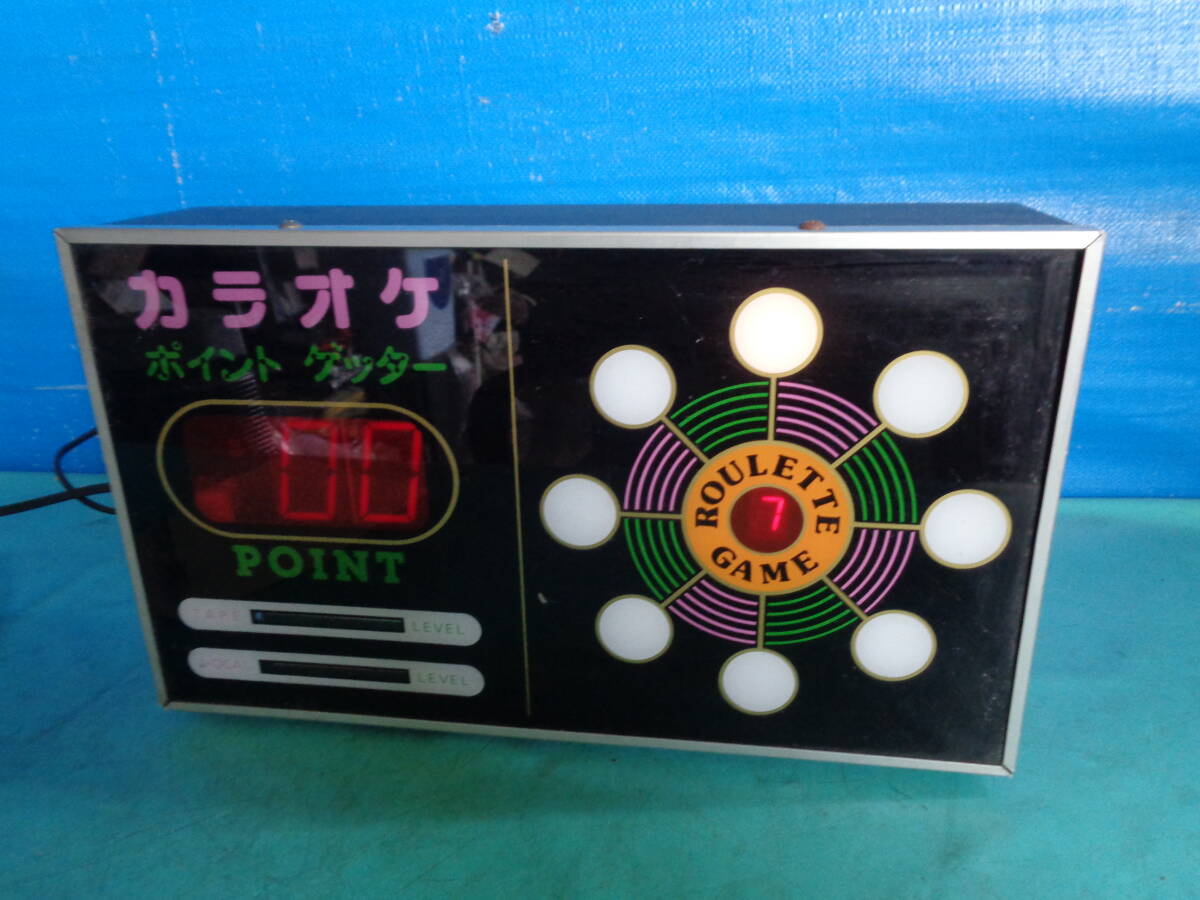 カラオケ
ポイント ゲッター
00
POINT
TAPE LEVEL
VOCAL LEVEL
ROULETTE
7
GAME